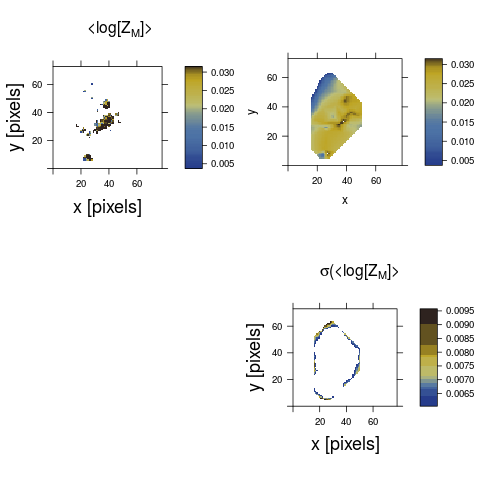 <log[Z_M]>
0.030
0.025
0.020
0.015
0.010
0.005
60
40
20
20 40 60
y [pixels]
x [pixels]
60
40
20
20 40 60
y
x
0.030
0.025
0.020
0.015
0.010
0.005
σ(<log[Z_M]>
60
40
20
20 40 60
y [pixels]
x [pixels]
0.0095
0.0090
0.0085
0.0080
0.0075
0.0070
0.0065